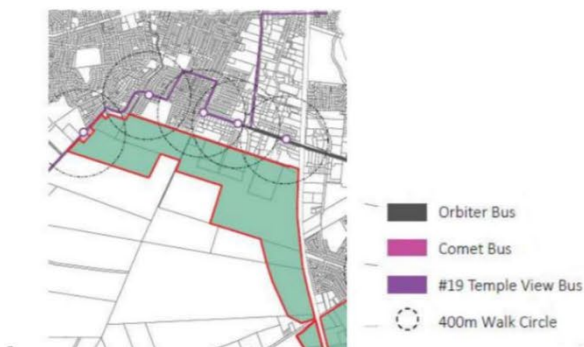 Orbiter Bus
Comet Bus
#19 Temple View Bus
400m Walk Circle